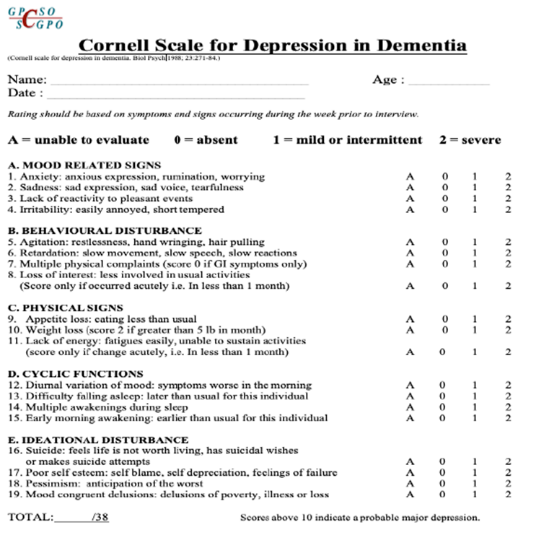 GPCSO
SCGPO
Cornell Scale for Depression in Dementia
(Cornell scale for depression in dementia. Biol Psych 1988; 23:271-84.)
Name: ____________________ Age : __________
Date : ____________________
Rating should be based on symptoms and signs occurring during the week prior to interview.
A = unable to evaluate 0 = absent 1 = mild or intermittent 2 = severe
A. MOOD RELATED SIGNS
1. Anxiety: anxious expression, rumination, worrying A 0 1 2
2. Sadness: sad expression, sad voice, tearfulness A 0 1 2
3. Lack of reactivity to pleasant events A 0 1 2
4. Irritability: easily annoyed, short tempered A 0 1 2
B. BEHAVIOURAL DISTURBANCE
5. Agitation: restlessness, hand wringing, hair pulling A 0 1 2
6. Retardation: slow movement, slow speech, slow reactions A 0 1 2
7. Multiple physical complaints (score 0 if GI symptoms only) A 0 1 2
8. Loss of interest: less involved in usual activities
(Score only if occurred acutely i.e. In less than 1 month) A 0 1 2
C. PHYSICAL SIGNS
9. Appetite loss: eating less than usual A 0 1 2
10. Weight loss (score 2 if greater than 5 lb in month) A 0 1 2
11. Lack of energy: fatigues easily, unable to sustain activities
(score only if change acutely, i.e. In less than 1 month) A 0 1 2
D. CYCLIC FUNCTIONS
12. Diurnal variation of mood: symptoms worse in the morning A 0 1 2
13. Difficulty falling asleep: later than usual for this individual A 0 1 2
14. Multiple awakenings during sleep A 0 1 2
15. Early morning awakening: earlier than usual for this individual A 0 1 2
E. IDEATIONAL DISTURBANCE
16. Suicide: feels life is not worth living, has suicidal wishes
or makes suicide attempts A 0 1 2
17. Poor self esteem: self blame, self depreciation, feelings of failure A 0 1 2
18. Pessimism: anticipation of the worst A 0 1 2
19. Mood congruent delusions: delusions of poverty, illness or loss A 0 1 2
TOTAL:______/38 Scores above 10 indicate a probable major depression.